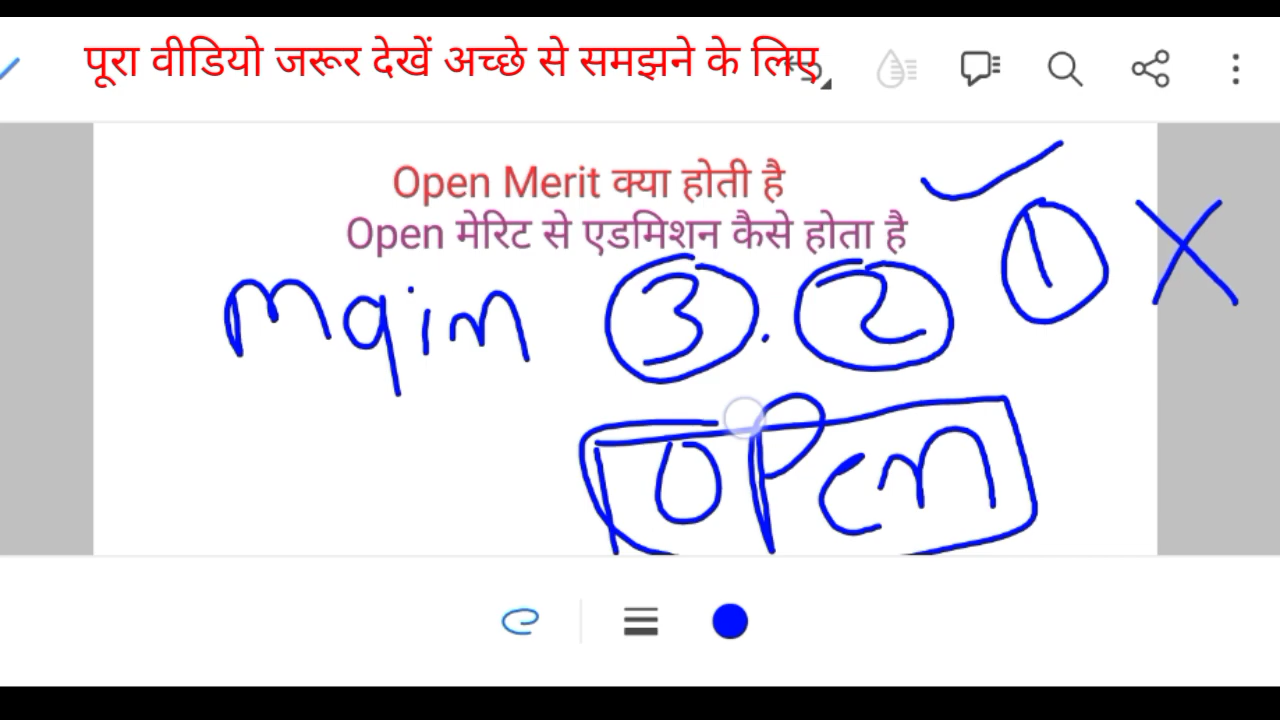 पूरा वीडियो जरूर देखें अच्छे से समझने के लिए
Open Merit क्या होती है
Open मेरिट से एडमिशन कैसे होता है
main 3. 2 1 X
open